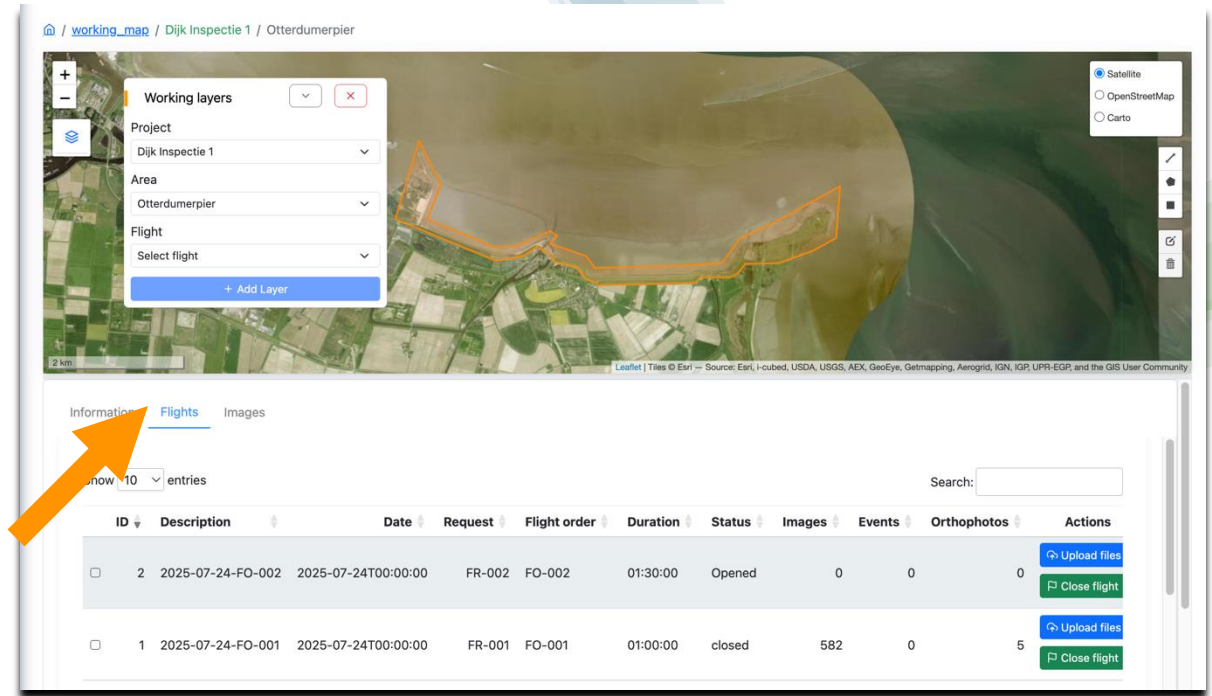 / working_map / Dijk Inspectie 1 / Otterdumerpier
+
−
Working layers
Project
Dijk Inspectie 1
Area
Otterdumerpier
Flight
Select flight
+ Add Layer
Satellite
OpenStreetMap
Carto
2 km
Leaflet | Tiles © Esri — Source: Esri, i-cubed, USDA, USGS, AEX, GeoEye, Getmapping, Aerogrid, IGN, IGP, UPR-EGP, and the GIS User Community
Information Flights Images
Show 10 entries
Search:
ID Description Date Request Flight order Duration Status Images Events Orthophotos Actions
2 2025-07-24-FO-002 2025-07-24T00:00:00 FR-002 FO-002 01:30:00 Opened 0 0 0 Upload files
Close flight
1 2025-07-24-FO-001 2025-07-24T00:00:00 FR-001 FO-001 01:00:00 closed 582 0 5 Upload files
Close flight